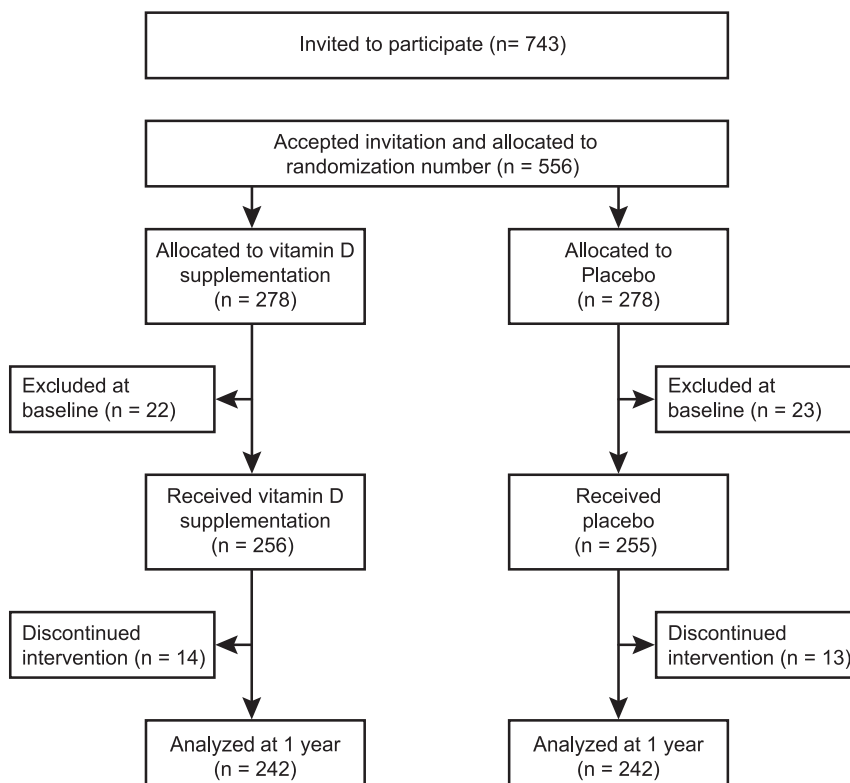 Invited to participate (n= 743)
Accepted invitation and allocated to
randomization number (n = 556)
Allocated to vitamin D
supplementation
(n = 278)
Allocated to
Placebo
(n = 278)
Excluded at
baseline (n = 22)
Excluded at
baseline (n = 23)
Received vitamin D
supplementation
(n = 256)
Received
placebo
(n = 255)
Discontinued
intervention (n = 14)
Discontinued
intervention (n = 13)
Analyzed at 1 year
(n = 242)
Analyzed at 1 year
(n = 242)